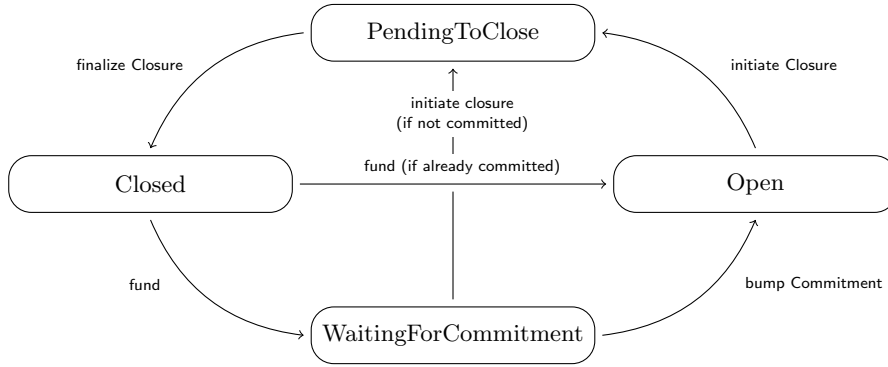 PendingToClose
finalize Closure
initiate Closure
initiate closure
(if not committed)
fund (if already committed)
Closed
Open
fund
bump Commitment
WaitingForCommitment